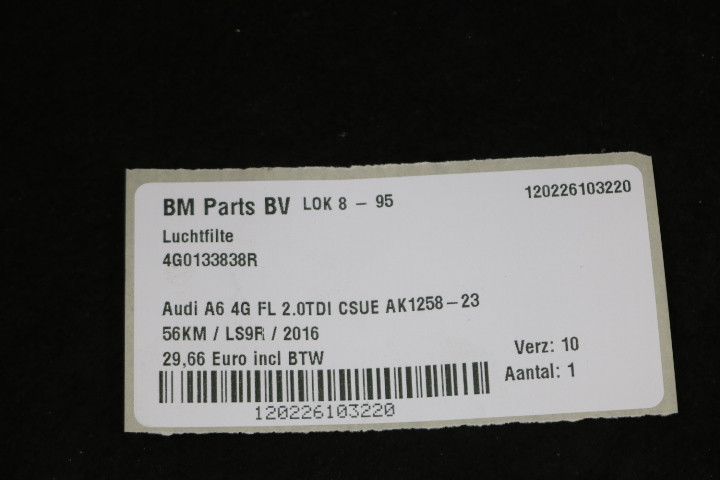 BM Parts BV LOK 8 - 95 120226103220
Luchtfilte
4G0133838R
Audi A6 4G FL 2.0TDI CSUE AK1258-23
56KM / LS9R / 2016
29,66 Euro incl BTW
Verz: 10
Aantal: 1
120226103220